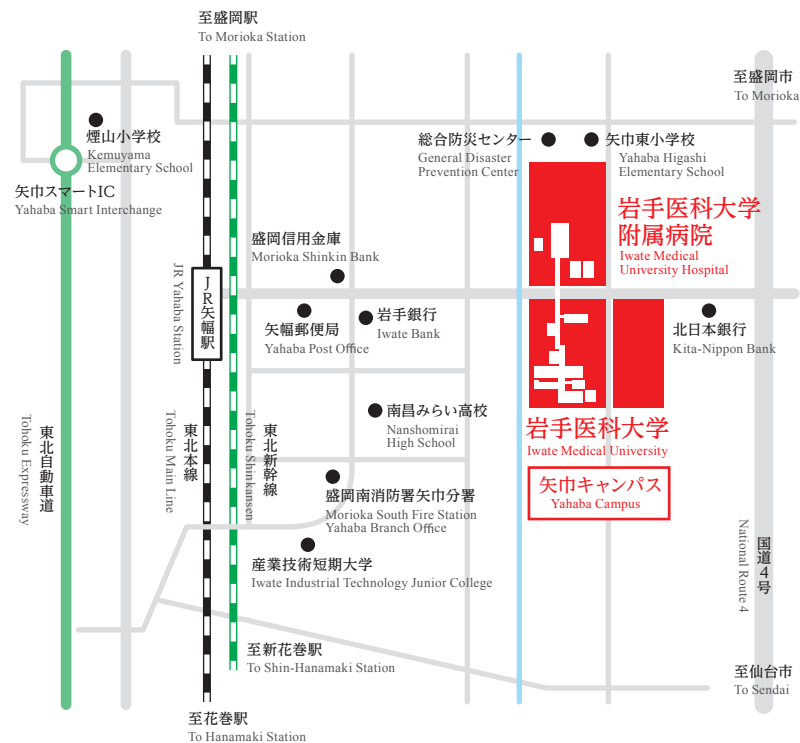 至盛岡駅
To Morioka Station
至盛岡市
To Morioka
煙山小学校
Kemuyama
Elementary School
総合防災センター
General Disaster
Prevention Center
矢巾東小学校
Yahaba Higashi
Elementary School
矢巾スマートIC
Yahaba Smart Interchange
岩手医科大学
附属病院
Iwate Medical
University Hospital
盛岡信用金庫
Morioka Shinkin Bank
JR矢幅駅
JR Yahaba Station
矢幅郵便局
Yahaba Post Office
岩手銀行
Iwate Bank
北日本銀行
Kita-Nippon Bank
南昌みらい高校
Nanshomirai
High School
岩手医科大学
Iwate Medical University
矢巾キャンパス
Yahaba Campus
東北自動車道
Tohoku Expressway
東北本線
Tohoku Main Line
東北新幹線
Tohoku Shinkansen
盛岡南消防署矢巾分署
Morioka South Fire Station
Yahaba Branch Office
産業技術短期大学
Iwate Industrial Technology Junior College
国道4号
National Route 4
至新花巻駅
To Shin-Hanamaki Station
至仙台市
To Sendai
至花巻駅
To Hanamaki Station